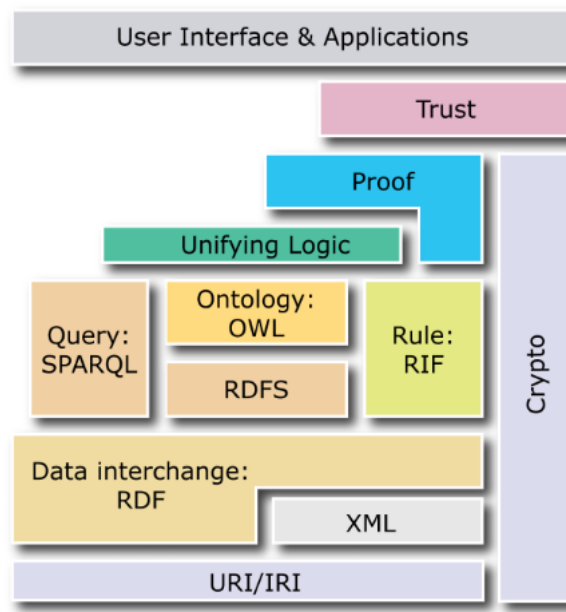 User Interface & Applications
Trust
Proof
Unifying Logic
Query:
SPARQL
Ontology:
OWL
RDFS
Rule:
RIF
Crypto
Data interchange:
RDF
XML
URI/IRI